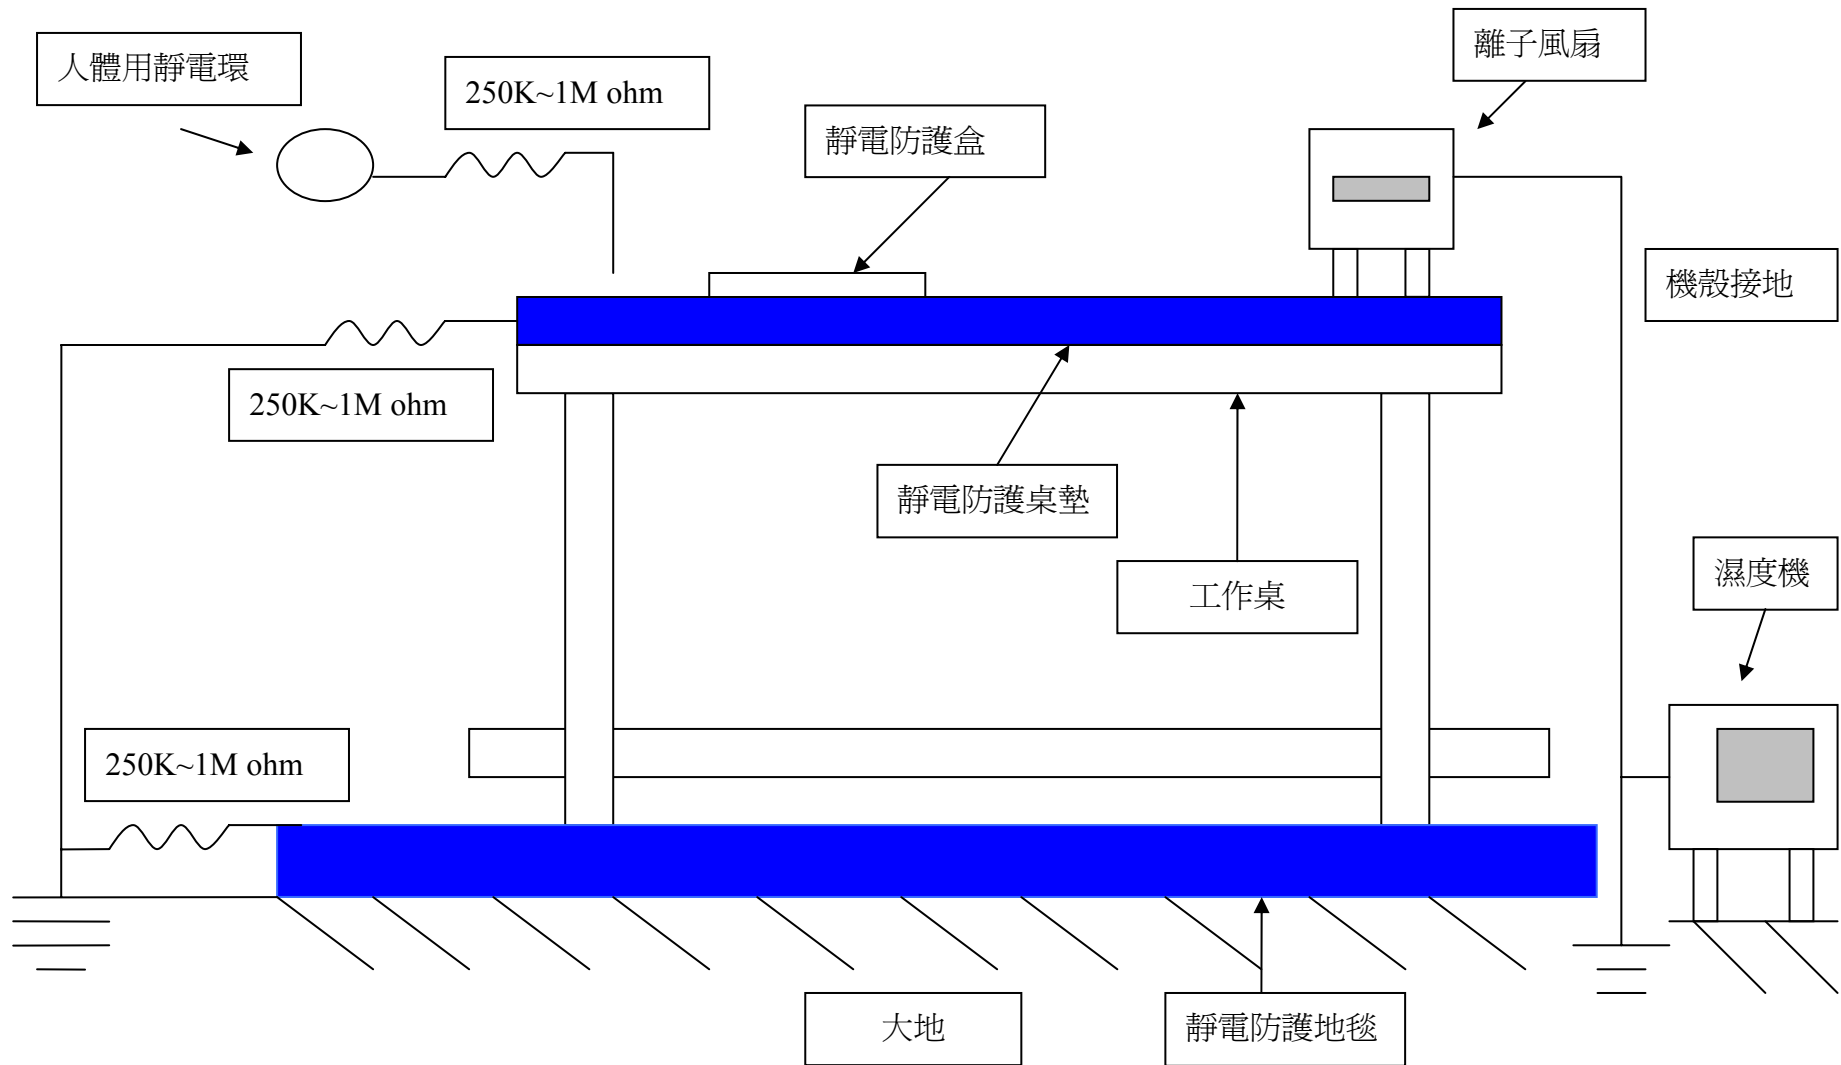 離子風扇
人體用靜電環
250K~1M ohm
靜電防護盒
機殼接地
250K~1M ohm
靜電防護桌墊
工作桌
濕度機
250K~1M ohm
大地
靜電防護地毯